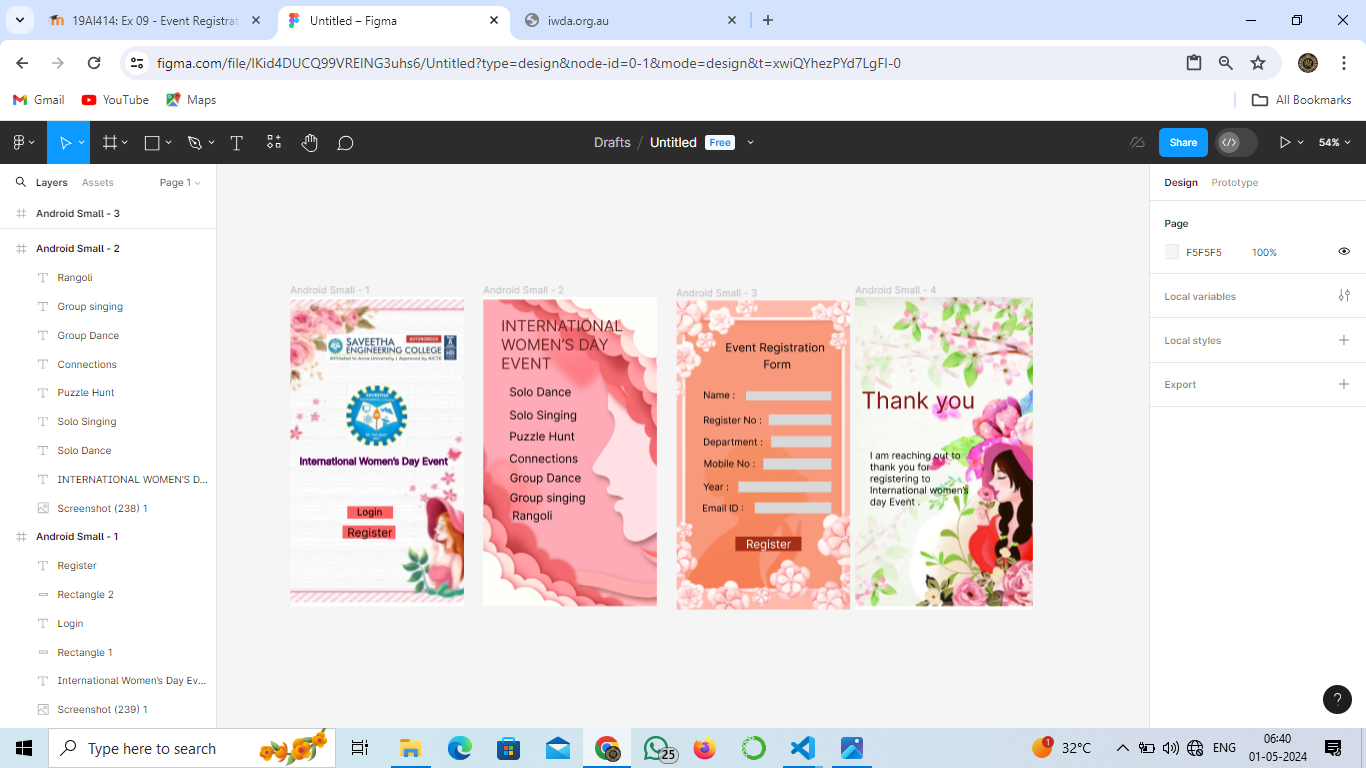 19AI414: Ex 09 - Event Registrat
Untitled – Figma
iwda.org.au
figma.com/file/IKid4DUCQ99VREING3uhs6/Untitled?type=design&node-id=0-1&mode=design&t=xwiQYhezPYd7LgFI-0
Gmail
YouTube
Maps
All Bookmarks
Drafts / Untitled Free
Share
54%
Layers
Assets
Page 1
Design
Prototype
Android Small - 3
Android Small - 2
Rangoli
Group singing
Group Dance
Connections
Puzzle Hunt
Solo Singing
Solo Dance
INTERNATIONAL WOMEN'S D...
Screenshot (238) 1
Android Small - 1
Register
Rectangle 2
Login
Rectangle 1
International Women's Day Ev...
Screenshot (239) 1
Android Small - 1
SAVEETHA
ENGINEERING COLLEGE
AUTONOMOUS
Affiliated to Anna University | Approved by AICTE
SAVEETHA
International Women's Day Event
Login
Register
Android Small - 2
INTERNATIONAL
WOMEN'S DAY
EVENT
Solo Dance
Solo Singing
Puzzle Hunt
Connections
Group Dance
Group singing
Rangoli
Android Small - 3
Event Registration
Form
Name :
Register No :
Department :
Mobile No :
Year :
Email ID :
Register
Android Small - 4
Thank you
I am reaching out to
thank you for
registering to
International women's
day Event .
Page
F5F5F5
100%
Local variables
Local styles
Export
?
Type here to search
25
1
32°C
ENG
06:40
01-05-2024